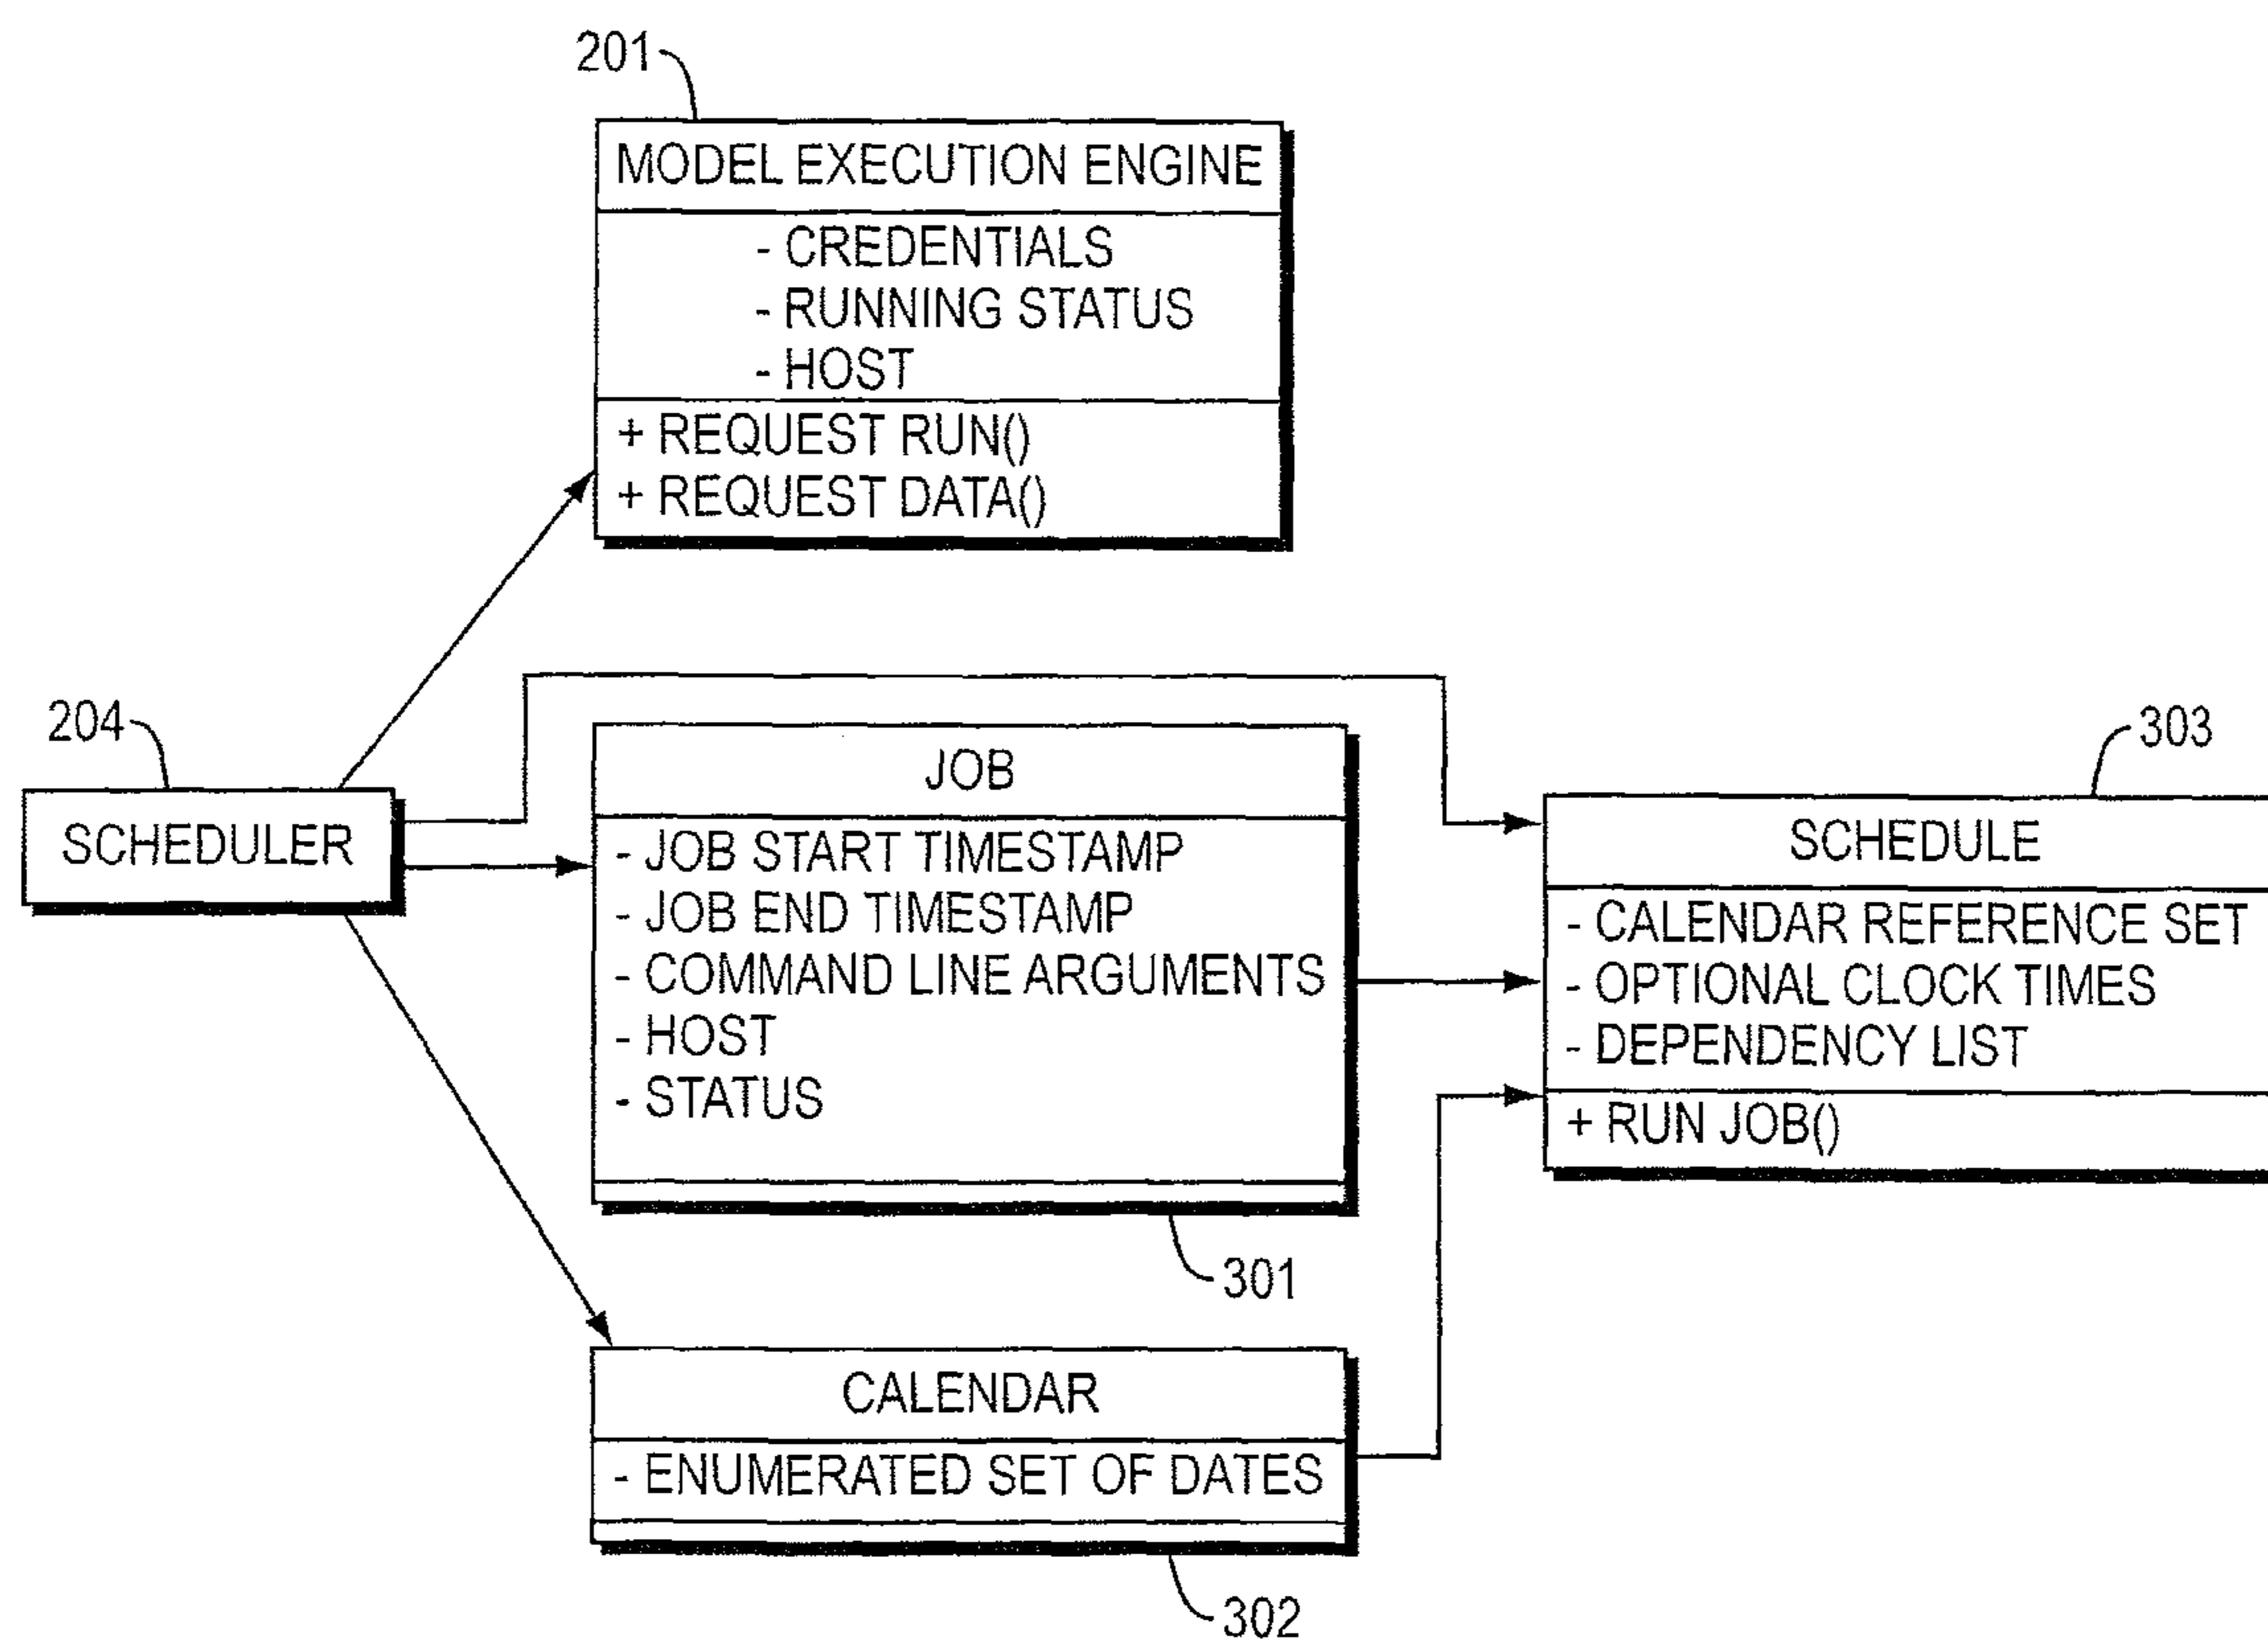 201
MODEL EXECUTION ENGINE
- CREDENTIALS
- RUNNING STATUS
- HOST
+ REQUEST RUN()
+ REQUEST DATA()
204
SCHEDULER
JOB
- JOB START TIMESTAMP
- JOB END TIMESTAMP
- COMMAND LINE ARGUMENTS
- HOST
- STATUS
301
303
SCHEDULE
- CALENDAR REFERENCE SET
- OPTIONAL CLOCK TIMES
- DEPENDENCY LIST
+ RUN JOB()
CALENDAR
- ENUMERATED SET OF DATES
302